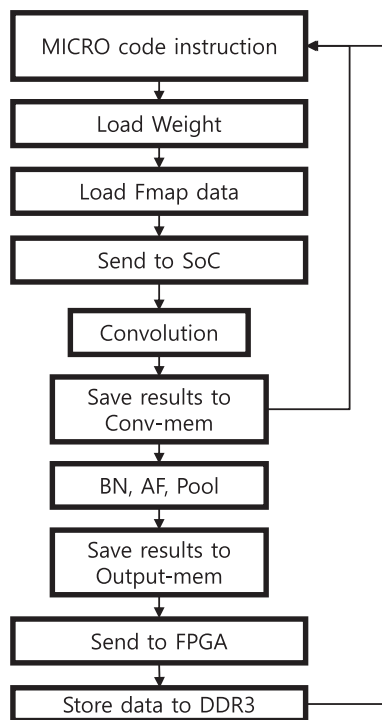 MICRO code instruction
Load Weight
Load Fmap data
Send to SoC
Convolution
Save results to
Conv-mem
BN, AF, Pool
Save results to
Output-mem
Send to FPGA
Store data to DDR3